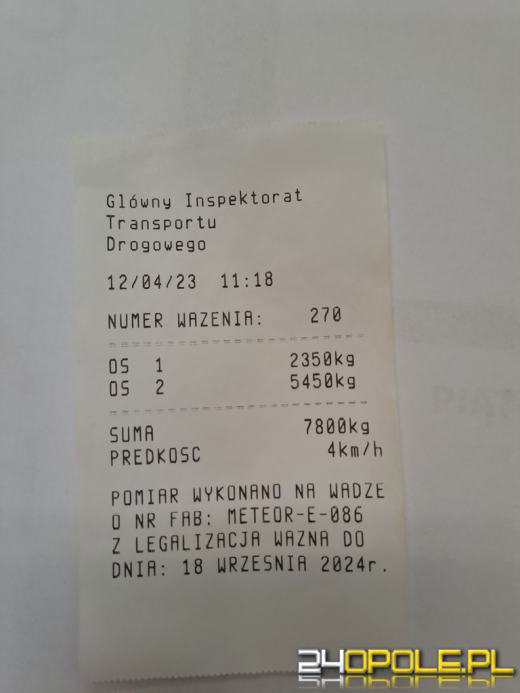 Glówny Inspektorat
Transportu
Drogowego
12/04/23 11:18
NUMER WAZENIA: 270
OS 1 2350kg
OS 2 5450kg
SUMA 7800kg
PREDKOSC 4km/h
POMIAR WYKONANO NA WADZE
O NR FAB: METEOR-E-086
Z LEGALIZACJA WAZNA DO
DNIA: 18 WRZESNIA 2024r.
24OPOLE.PL